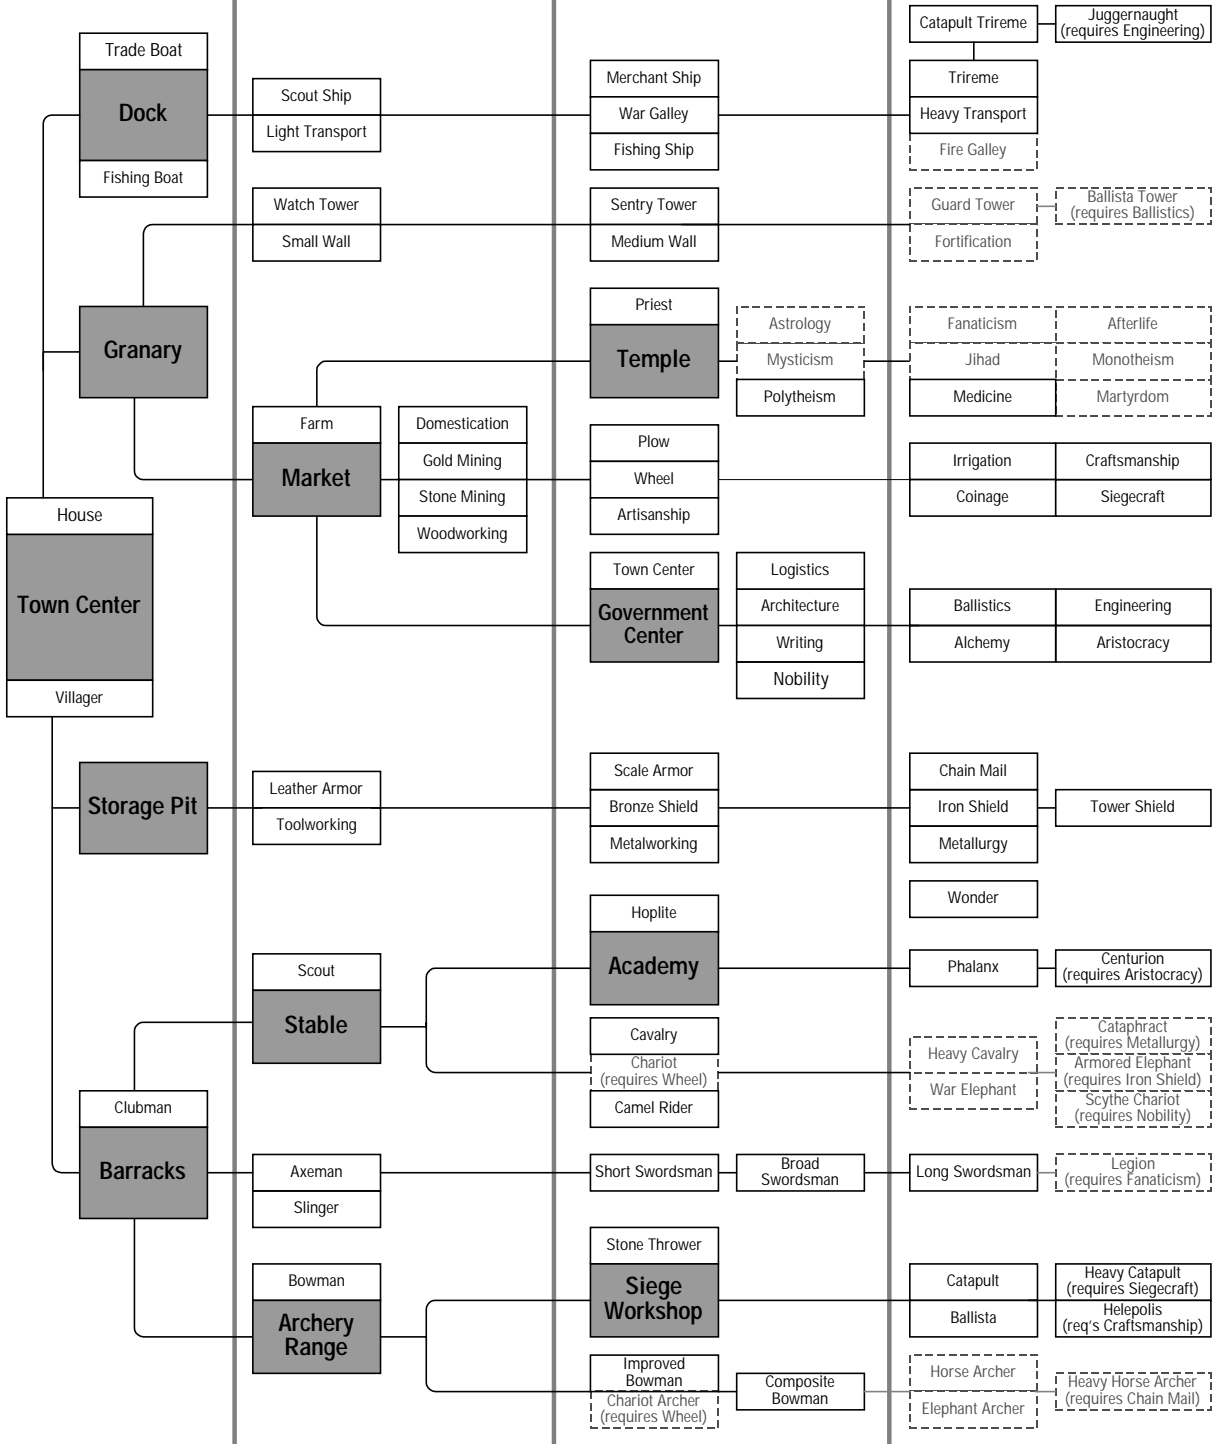 Catapult Trireme
Juggernaught
(requires Engineering)
Trade Boat
Dock
Fishing Boat
Scout Ship
Light Transport
Merchant Ship
War Galley
Fishing Ship
Trireme
Heavy Transport
Fire Galley
Watch Tower
Small Wall
Sentry Tower
Medium Wall
Guard Tower
Fortification
Ballista Tower
(requires Ballistics)
Granary
Priest
Temple
Astrology
Mysticism
Polytheism
Fanaticism
Jihad
Medicine
Afterlife
Monotheism
Martyrdom
Farm
Market
Domestication
Gold Mining
Stone Mining
Woodworking
Plow
Wheel
Artisanship
Irrigation
Coinage
Craftsmanship
Siegecraft
House
Town Center
Villager
Town Center
Government
Center
Logistics
Architecture
Writing
Nobility
Ballistics
Alchemy
Engineering
Aristocracy
Storage Pit
Leather Armor
Toolworking
Scale Armor
Bronze Shield
Metalworking
Chain Mail
Iron Shield
Metallurgy
Tower Shield
Wonder
Hoplite
Academy
Phalanx
Centurion
(requires Aristocracy)
Scout
Stable
Cavalry
Chariot
(requires Wheel)
Camel Rider
Heavy Cavalry
War Elephant
Cataphract
(requires Metallurgy)
Armored Elephant
(requires Iron Shield)
Scythe Chariot
(requires Nobility)
Clubman
Barracks
Axeman
Slinger
Short Swordsman
Broad
Swordsman
Long Swordsman
Legion
(requires Fanaticism)
Bowman
Archery
Range
Stone Thrower
Siege
Workshop
Catapult
Ballista
Heavy Catapult
(requires Siegecraft)
Helepolis
(req's Craftsmanship)
Improved
Bowman
Chariot Archer
(requires Wheel)
Composite
Bowman
Horse Archer
Elephant Archer
Heavy Horse Archer
(requires Chain Mail)